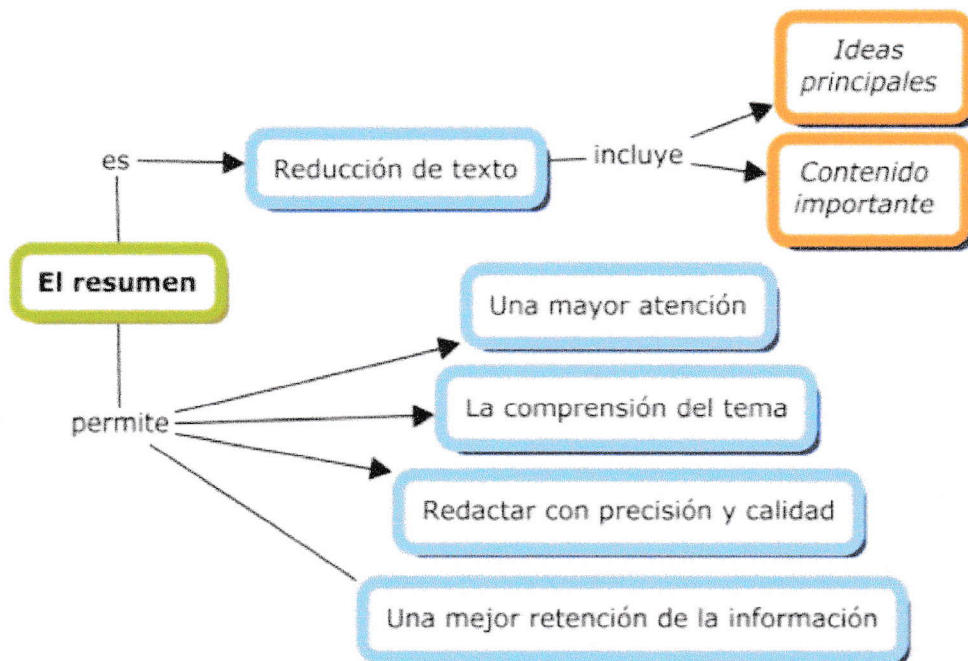 Ideas
principales
es
Reducción de texto
incluye
Contenido
importante
El resumen
Una mayor atención
La comprensión del tema
permite
Redactar con precisión y calidad
Una mejor retención de la información